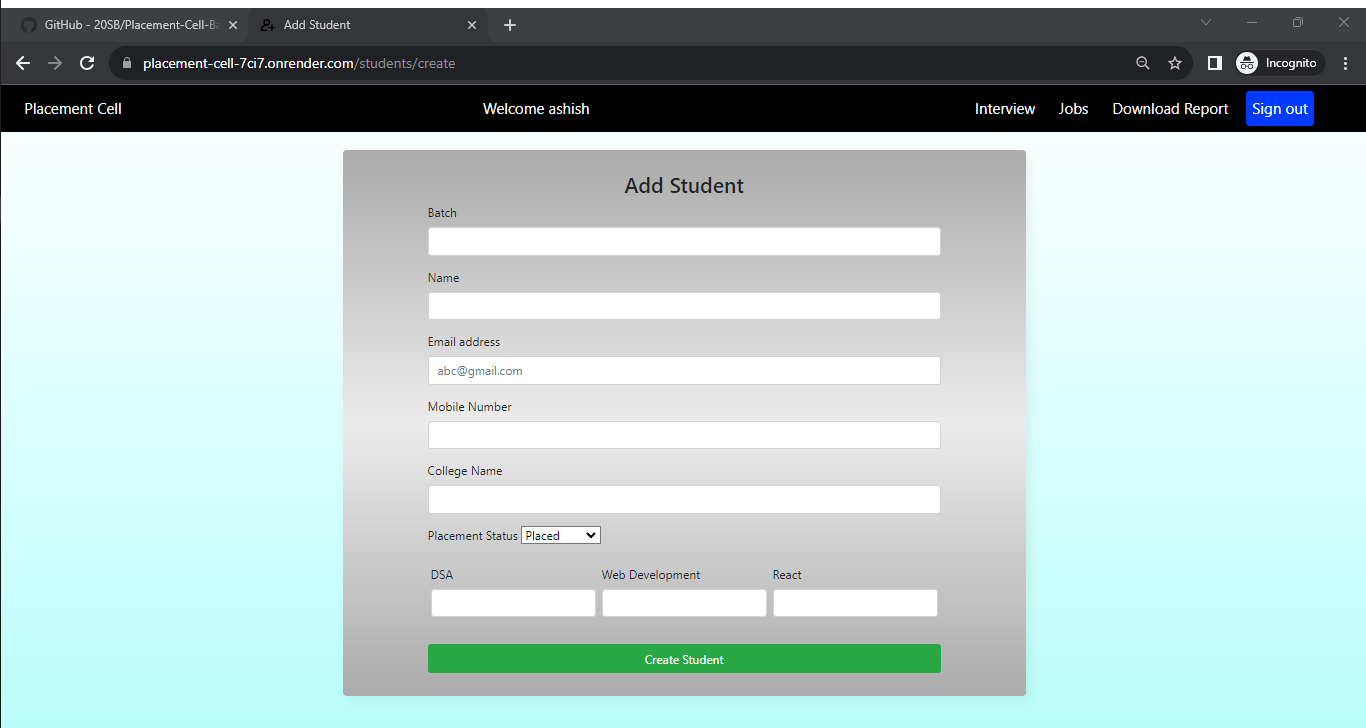 GitHub - 20SB/Placement-Cell-Ba
Add Student
placement-cell-7ci7.onrender.com/students/create
Incognito
Placement Cell
Welcome ashish
Interview
Jobs
Download Report
Sign out
Add Student
Batch
Name
Email address
abc@gmail.com
Mobile Number
College Name
Placement Status Placed
DSA
Web Development
React
Create Student